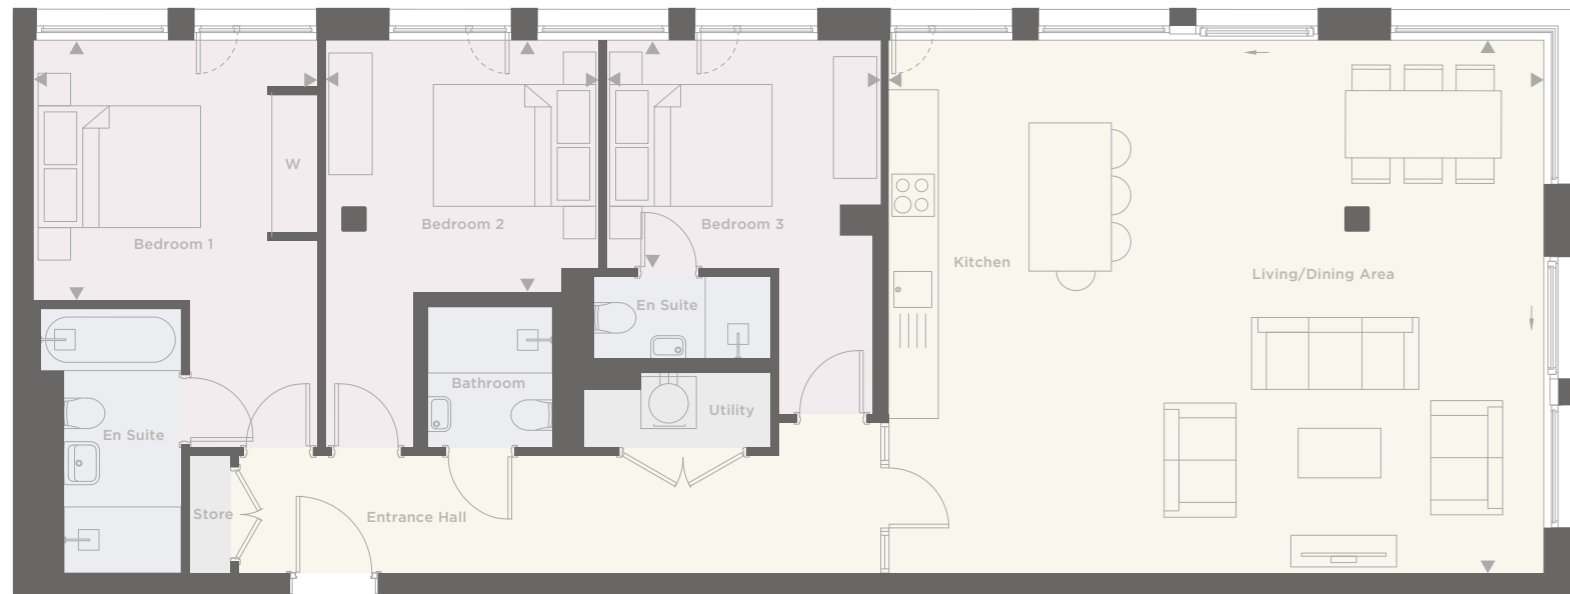 W
Bedroom 1
Bedroom 2
Bedroom 3
Kitchen
Living/Dining Area
En Suite
Bathroom
Utility
En Suite
Store
Entrance Hall